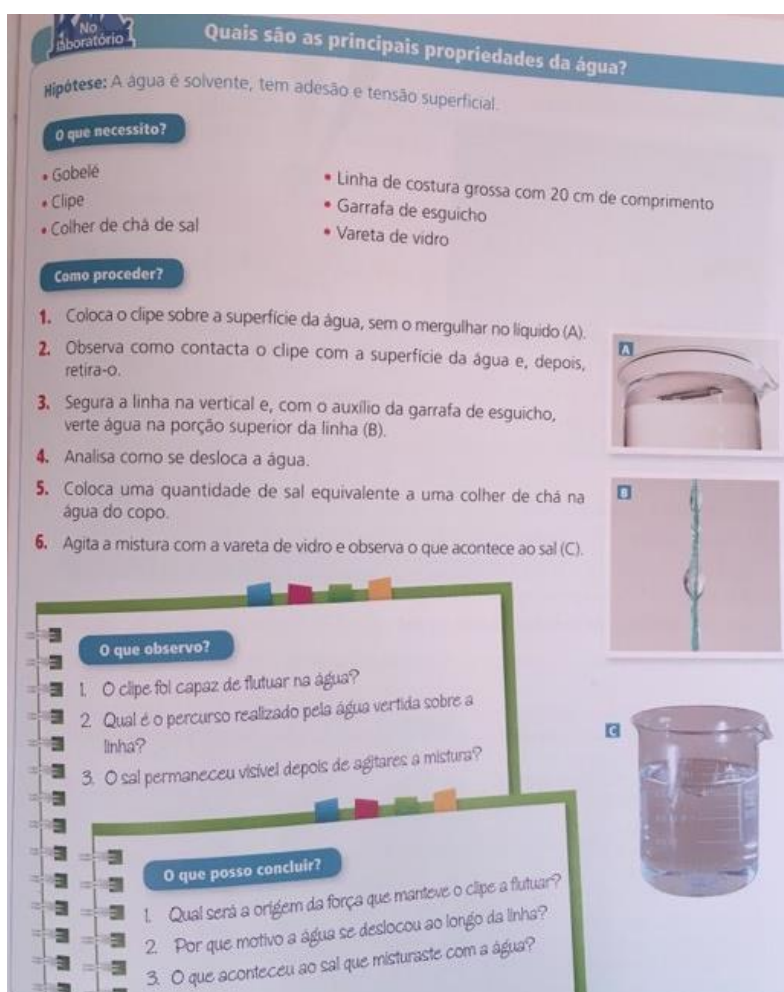 No
laboratório
Quais são as principais propriedades da água?
Hipótese: A água é solvente, tem adesão e tensão superficial.
O que necessito?
• Gobelé
• Clipe
• Colher de chá de sal
• Linha de costura grossa com 20 cm de comprimento
• Garrafa de esguicho
• Vareta de vidro
Como proceder?
1. Coloca o clipe sobre a superfície da água, sem o mergulhar no líquido (A).
2. Observa como contacta o clipe com a superfície da água e, depois,
retira-o.
3. Segura a linha na vertical e, com o auxílio da garrafa de esguicho,
verte água na porção superior da linha (B).
4. Analisa como se desloca a água.
5. Coloca uma quantidade de sal equivalente a uma colher de chá na
água do copo.
6. Agita a mistura com a vareta de vidro e observa o que acontece ao sal (C).
A
B
C
O que observo?
1. O clipe foi capaz de flutuar na água?
2. Qual é o percurso realizado pela água vertida sobre a
linha?
3. O sal permaneceu visível depois de agitares a mistura?
O que posso concluir?
1. Qual será a origem da força que manteve o clipe a flutuar?
2. Por que motivo a água se deslocou ao longo da linha?
3. O que aconteceu ao sal que misturaste com a água?